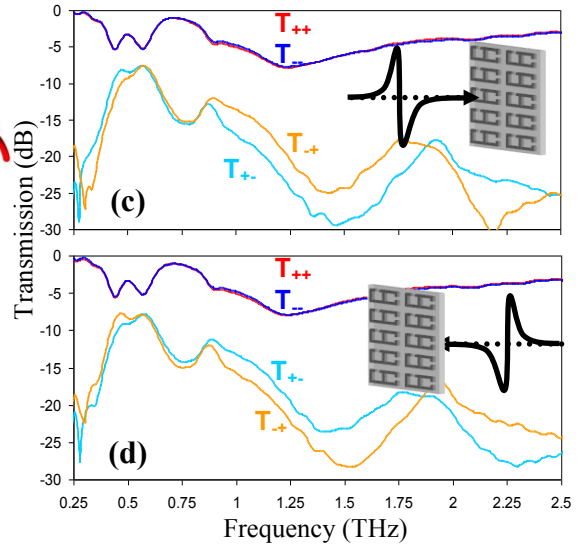 Transmission (dB)
0
-5
-10
-15
-20
-25
-30
T++
T--
T-+
T+-
(c)
0
-5
-10
-15
-20
-25
-30
T++
T--
T+-
T-+
(d)
0.25 0.5 0.75 1 1.25 1.5 1.75 2 2.25 2.5
Frequency (THz)